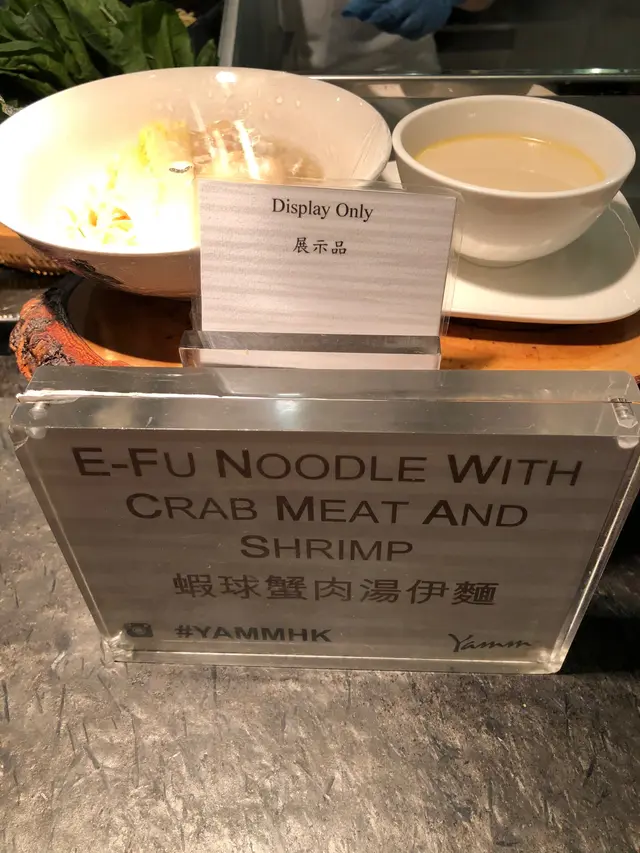 Display Only
展示品
E-FU NOODLE WITH
CRAB MEAT AND
SHRIMP
蝦球蟹肉湯伊麵
#YAMMHK
Yamm